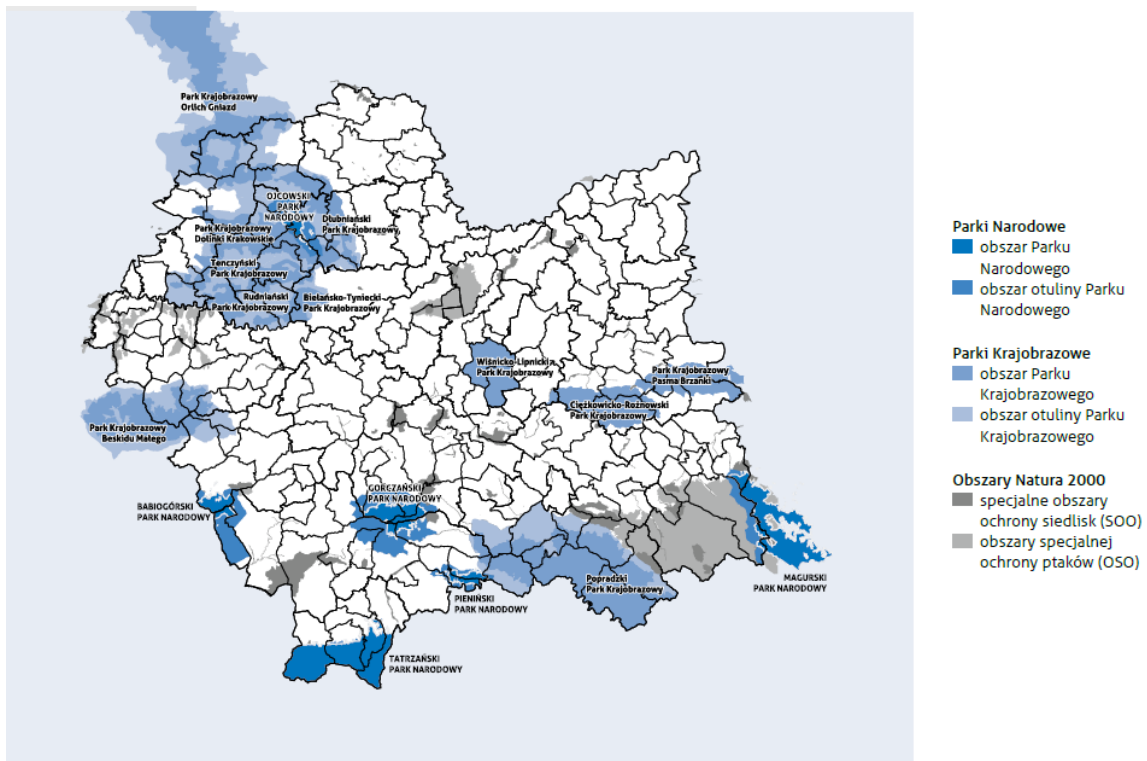 Park Krajobrazowy
Orlich Gniazd
OJCOWSKI
PARK
NARODOWY
Dłubniański
Park Krajobrazowy
Park Krajobrazowy
Dolinki Krakowskie
Tenczyński
Park Krajobrazowy
Rudniański
Park Krajobrazowy
Bielańsko-Tyniecki
Park Krajobrazowy
Wiśnicko-Lipnicki
Park Krajobrazowy
Park Krajobrazowy
Pasma Brzanki
Ciężkowicko-Rożnowski
Park Krajobrazowy
Park Krajobrazowy
Beskidu Małego
BABIOGÓRSKI
PARK NARODOWY
GORCZAŃSKI
PARK NARODOWY
PIENIŃSKI
PARK NARODOWY
Popradzki
Park Krajobrazowy
MAGURSKI
PARK NARODOWY
TATRZAŃSKI
PARK NARODOWY
Parki Narodowe
obszar Parku
Narodowego
obszar otuliny Parku
Narodowego
Parki Krajobrazowe
obszar Parku
Krajobrazowego
obszar otuliny Parku
Krajobrazowego
Obszary Natura 2000
specjalne obszary
ochrony siedlisk (SOO)
obszary specjalnej
ochrony ptaków (OSO)